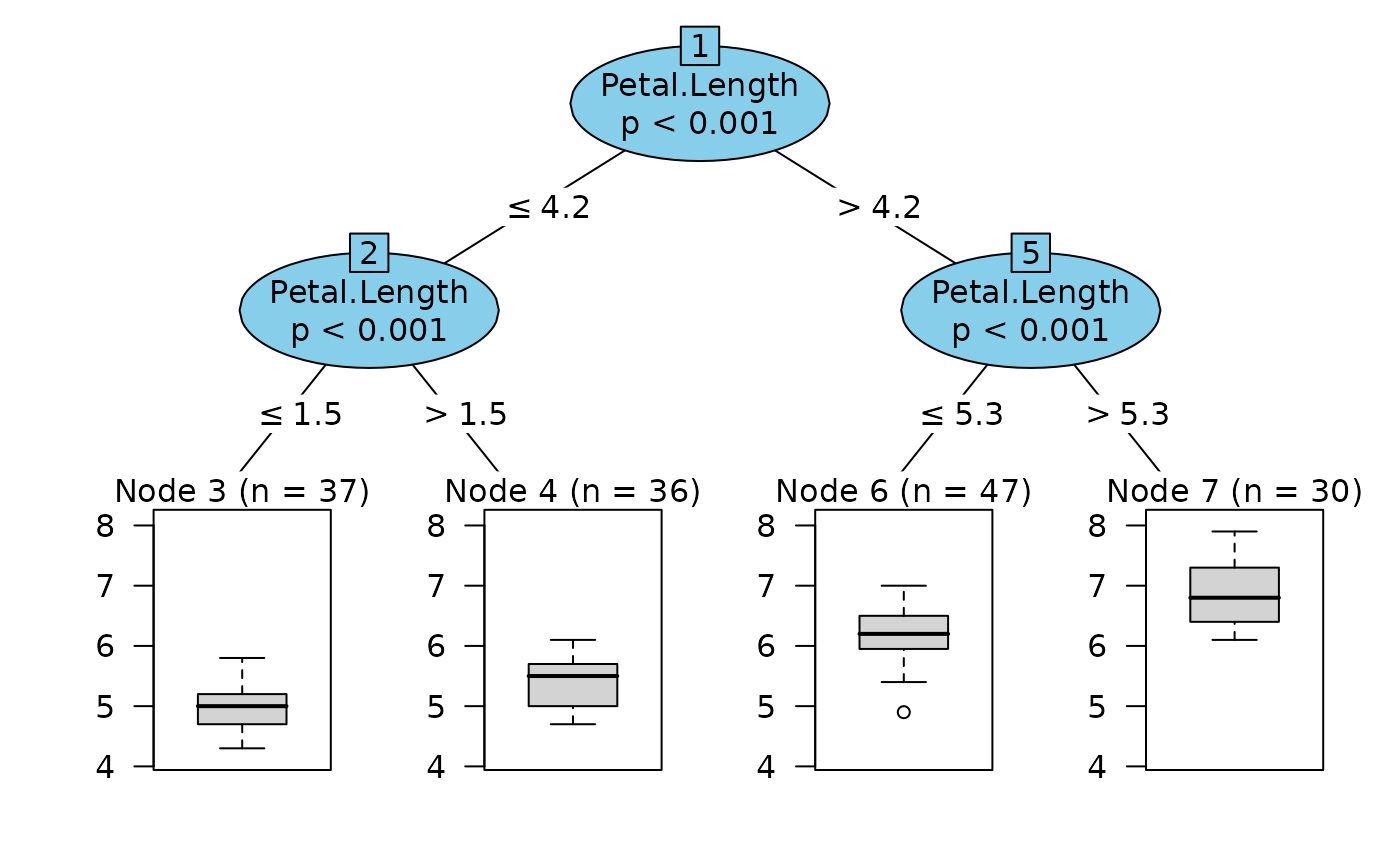 1
Petal.Length
p < 0.001
≤ 4.2
> 4.2
2
Petal.Length
p < 0.001
5
Petal.Length
p < 0.001
≤ 1.5
> 1.5
≤ 5.3
> 5.3
Node 3 (n = 37)
8
7
6
5
4
Node 4 (n = 36)
8
7
6
5
4
Node 6 (n = 47)
8
7
6
5
4
Node 7 (n = 30)
8
7
6
5
4